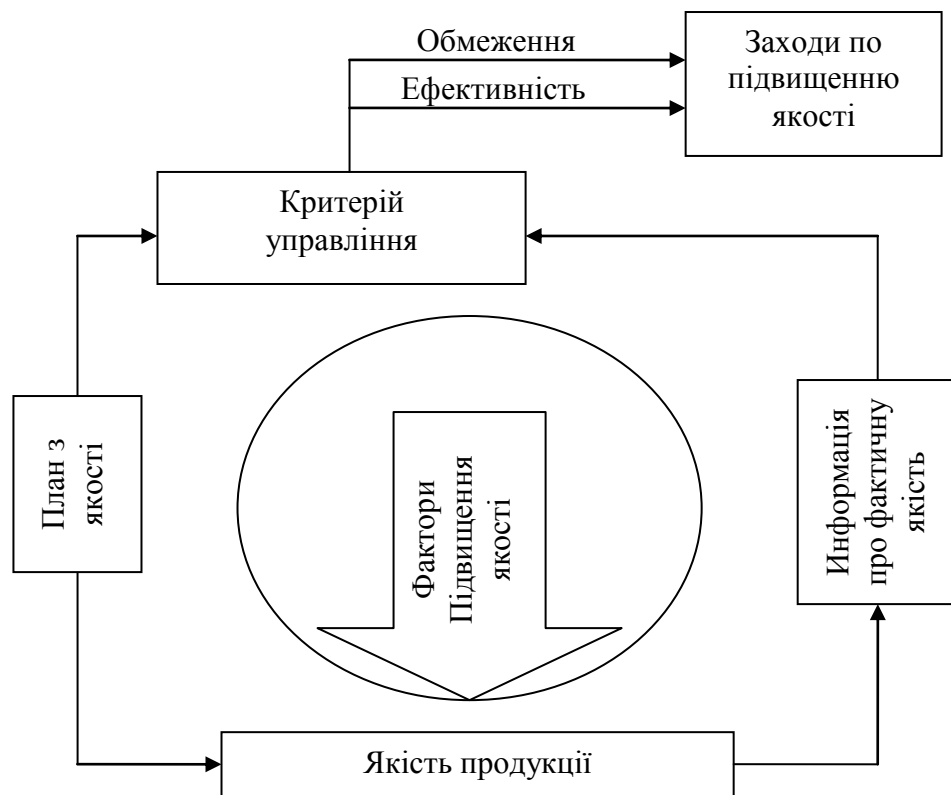 Обмеження
Ефективність
Заходи по
підвищенню
якості
Критерій
управління
План з
якості
Фактори
Підвищення
якості
Информація
про фактичну
якість
Якість продукції